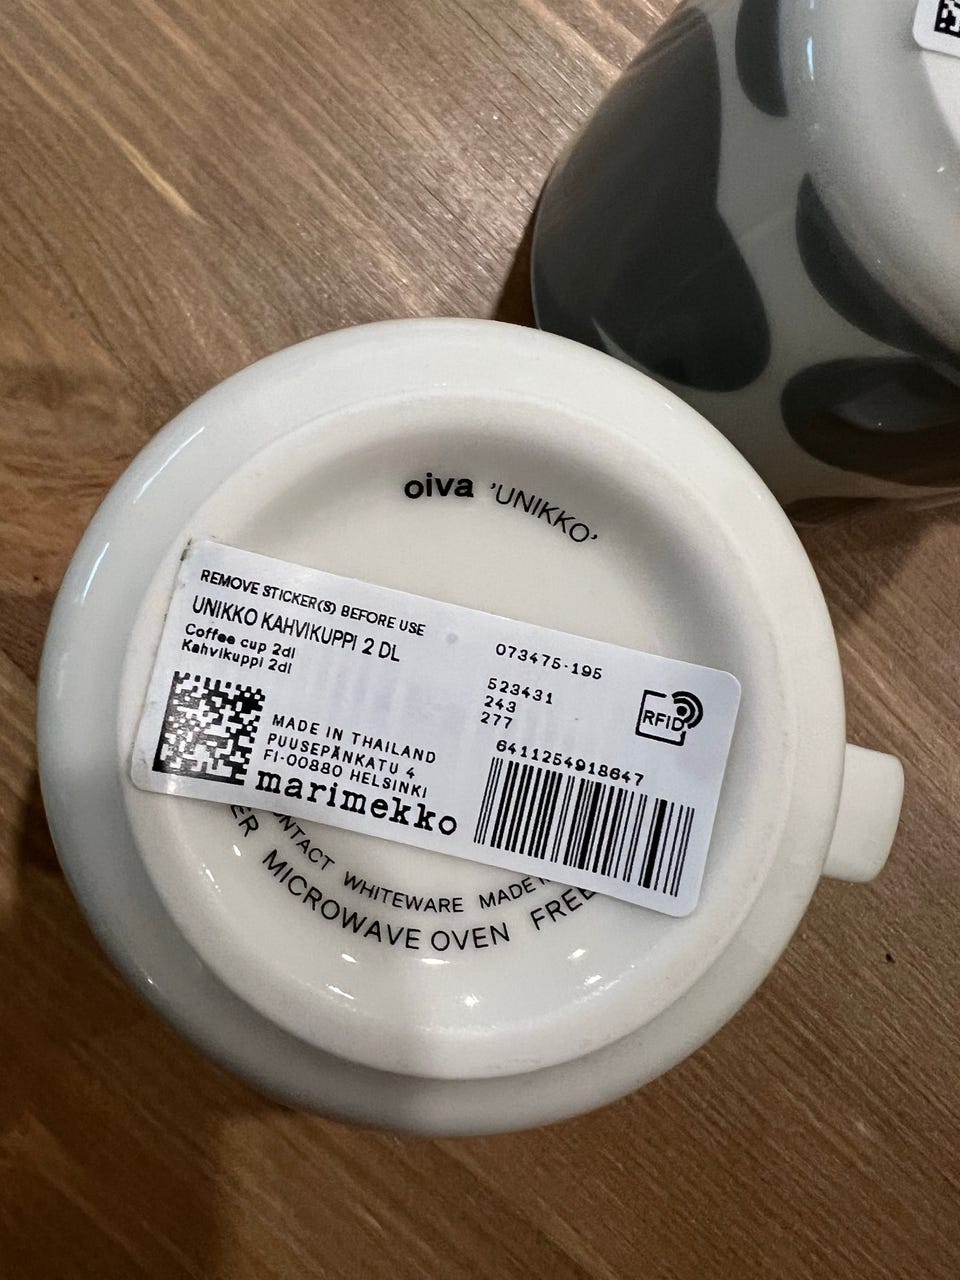 oiva 'UNIKKO'
REMOVE STICKER(S) BEFORE USE
UNIKKO KAHVIKUPPI 2 DL
Coffee cup 2dl
Kahvikuppi 2dl
MADE IN THAILAND
PUUSEPÄNKATU 4
FI-00880 HELSINKI
marimekko
073475-195
523431
243
277
RFID
6411254918647
WHITEWARE MADE
MICROWAVE OVEN